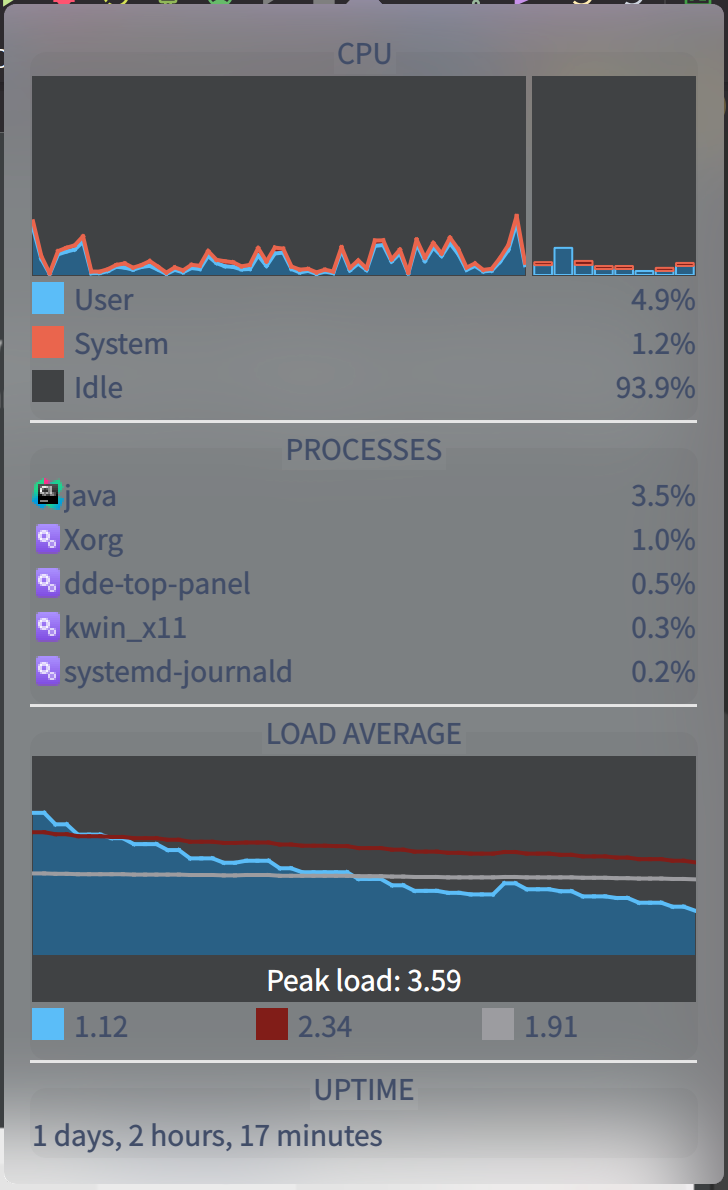 CPU
User 4.9%
System 1.2%
Idle 93.9%
PROCESSES
java 3.5%
Xorg 1.0%
dde-top-panel 0.5%
kwin_x11 0.3%
systemd-journald 0.2%
LOAD AVERAGE
Peak load: 3.59
1.12 2.34 1.91
UPTIME
1 days, 2 hours, 17 minutes